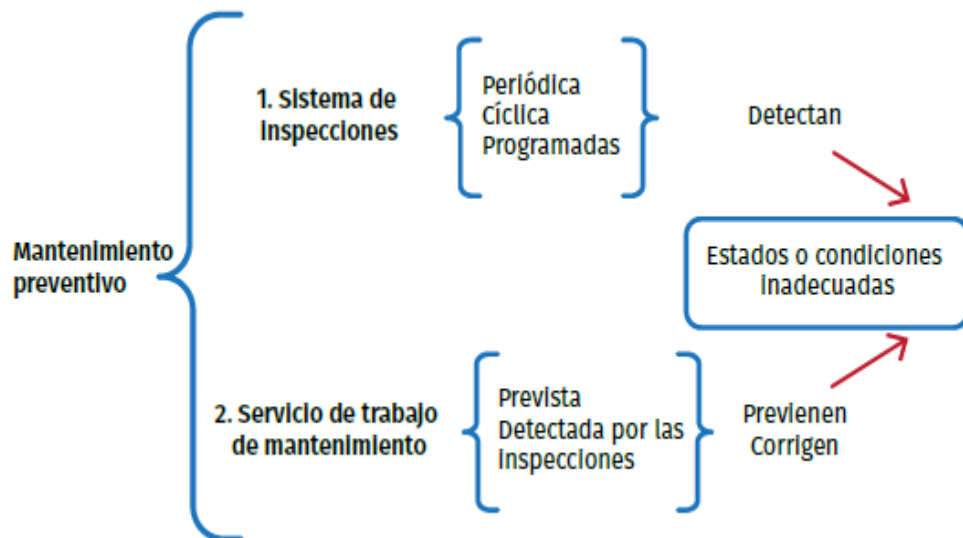 Mantenimiento
preventivo
1. Sistema de
inspecciones
Periódica
Cíclica
Programadas
Detectan
Estados o condiciones
inadecuadas
2. Servicio de trabajo
de mantenimiento
Prevista
Detectada por las
inspecciones
Previenen
Corrigen